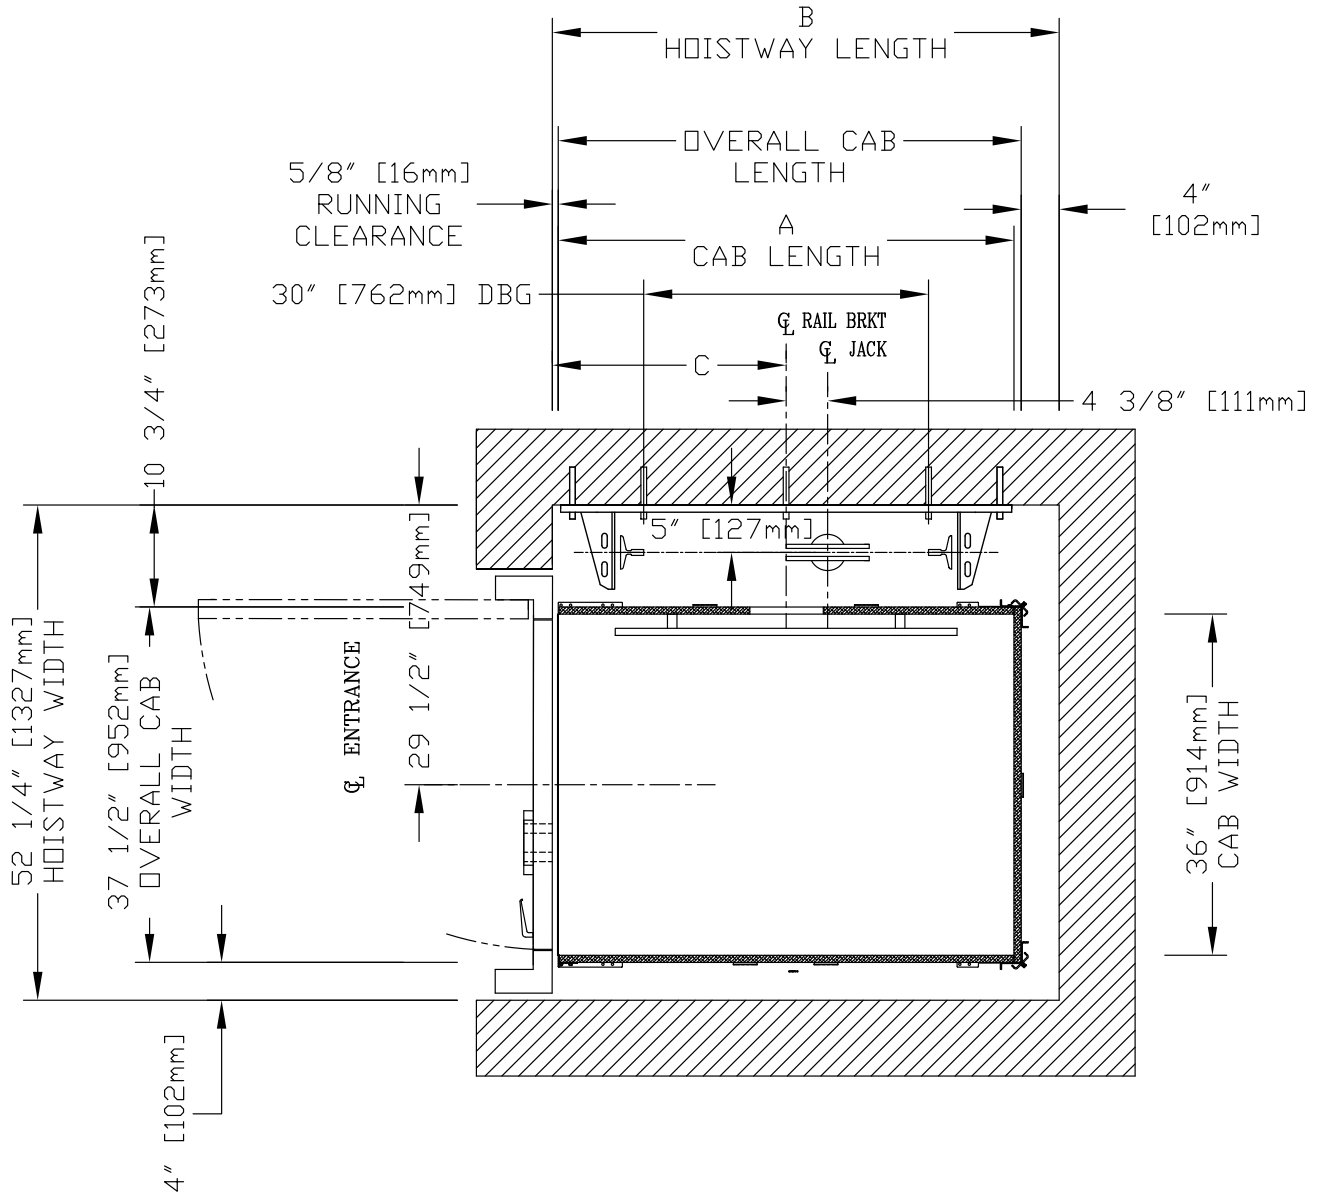 B
HOISTWAY LENGTH
OVERALL CAB
LENGTH
5/8" [16mm]
RUNNING
CLEARANCE
4"
[102mm]
A
CAB LENGTH
30" [762mm] DBG
℄ RAIL BRKT
℄ JACK
C
4 3/8" [111mm]
10 3/4" [273mm]
5" [127mm]
29 1/2" [749mm]
℄ ENTRANCE
52 1/4" [1327mm]
HOISTWAY WIDTH
37 1/2" [952mm]
OVERALL CAB
WIDTH
36" [914mm]
CAB WIDTH
4" [102mm]